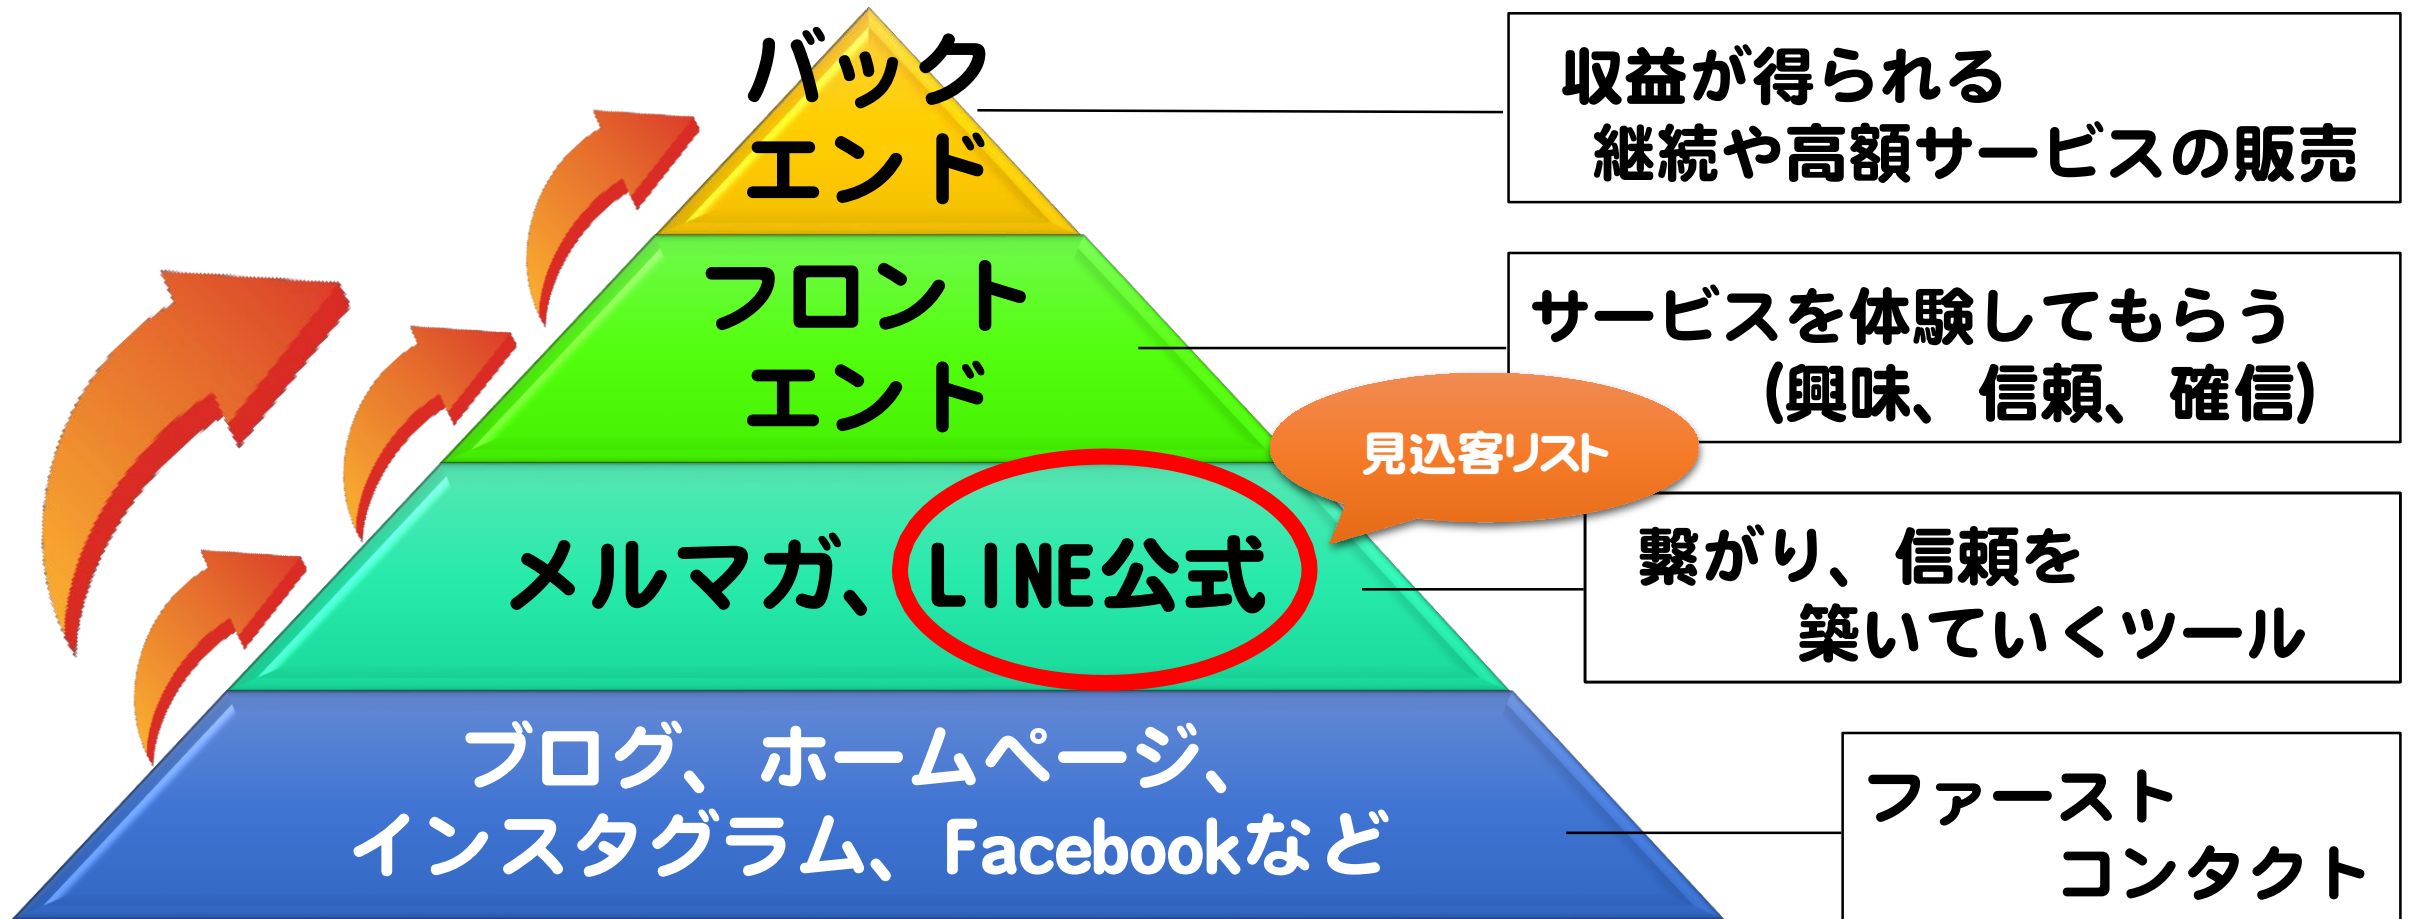 バック
エンド
収益が得られる
継続や高額サービスの販売
フロント
エンド
サービスを体験してもらう
(興味、信頼、確信)
見込客リスト
メルマガ、LINE公式
繋がり、信頼を
築いていくツール
ブログ、ホームページ、
インスタグラム、Facebookなど
ファースト
コンタクト